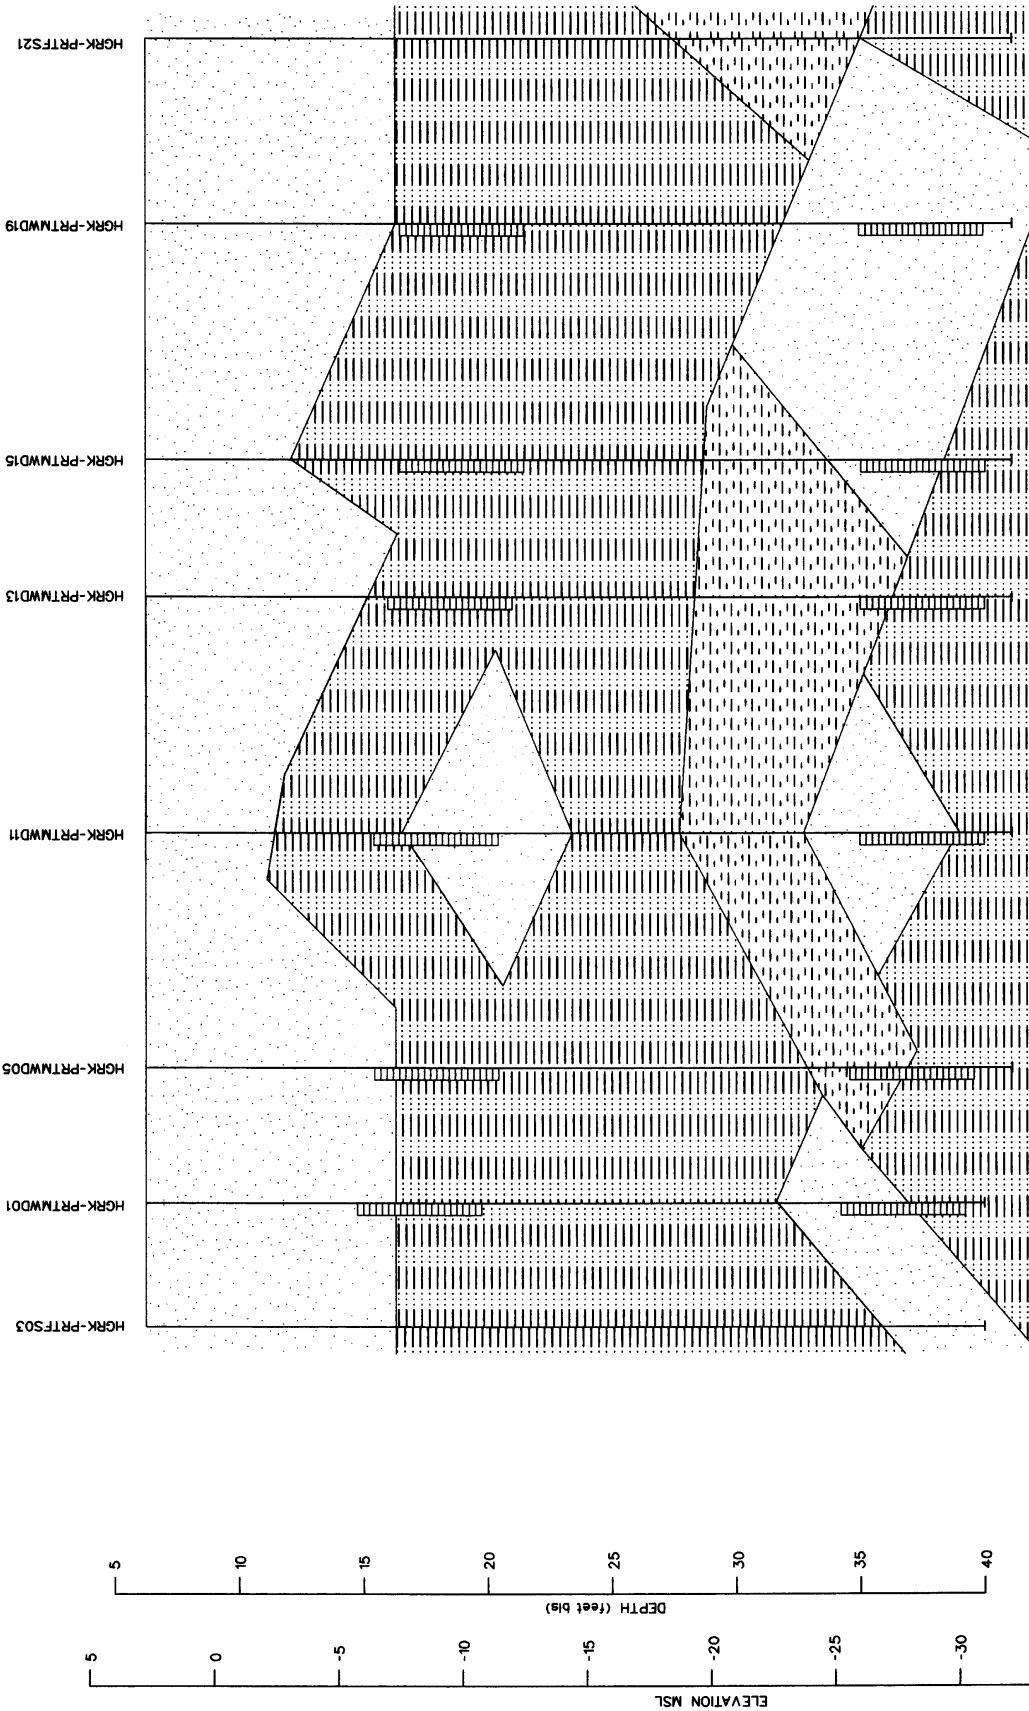 HGRK-PRTFS21
HGRK-PRTMWD19
HGRK-PRTMWD15
HGRK-PRTMWD13
HGRK-PRTMWD11
HGRK-PRTMWD05
HGRK-PRTMWD01
HGRK-PRTFS03
5
10
15
20
25
30
35
40
DEPTH (feet bls)
5
0
-5
-10
-15
-20
-25
-30
ELEVATION MSL